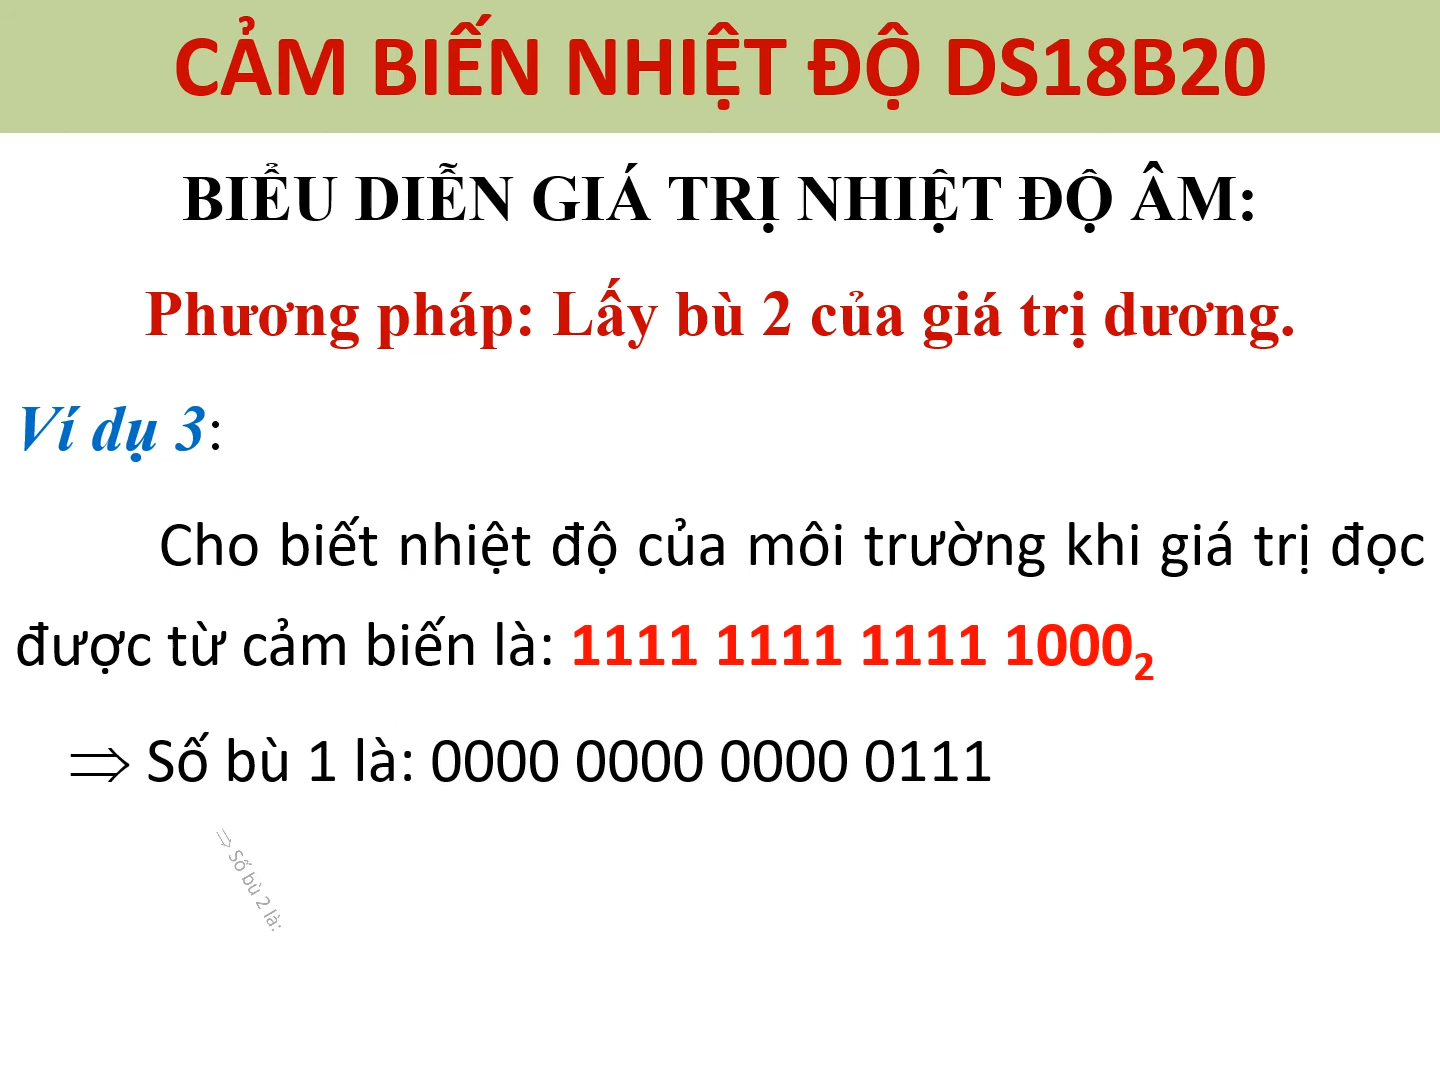 CẢM BIẾN NHIỆT ĐỘ DS18B20
BIỂU DIỄN GIÁ TRỊ NHIỆT ĐỘ ÂM:
Phương pháp: Lấy bù 2 của giá trị dương.
Ví dụ 3:
Cho biết nhiệt độ của môi trường khi giá trị đọc
được từ cảm biến là: 1111 1111 1111 1000₂
⇒ Số bù 1 là: 0000 0000 0000 0111
⇒ Số bù 2 là: